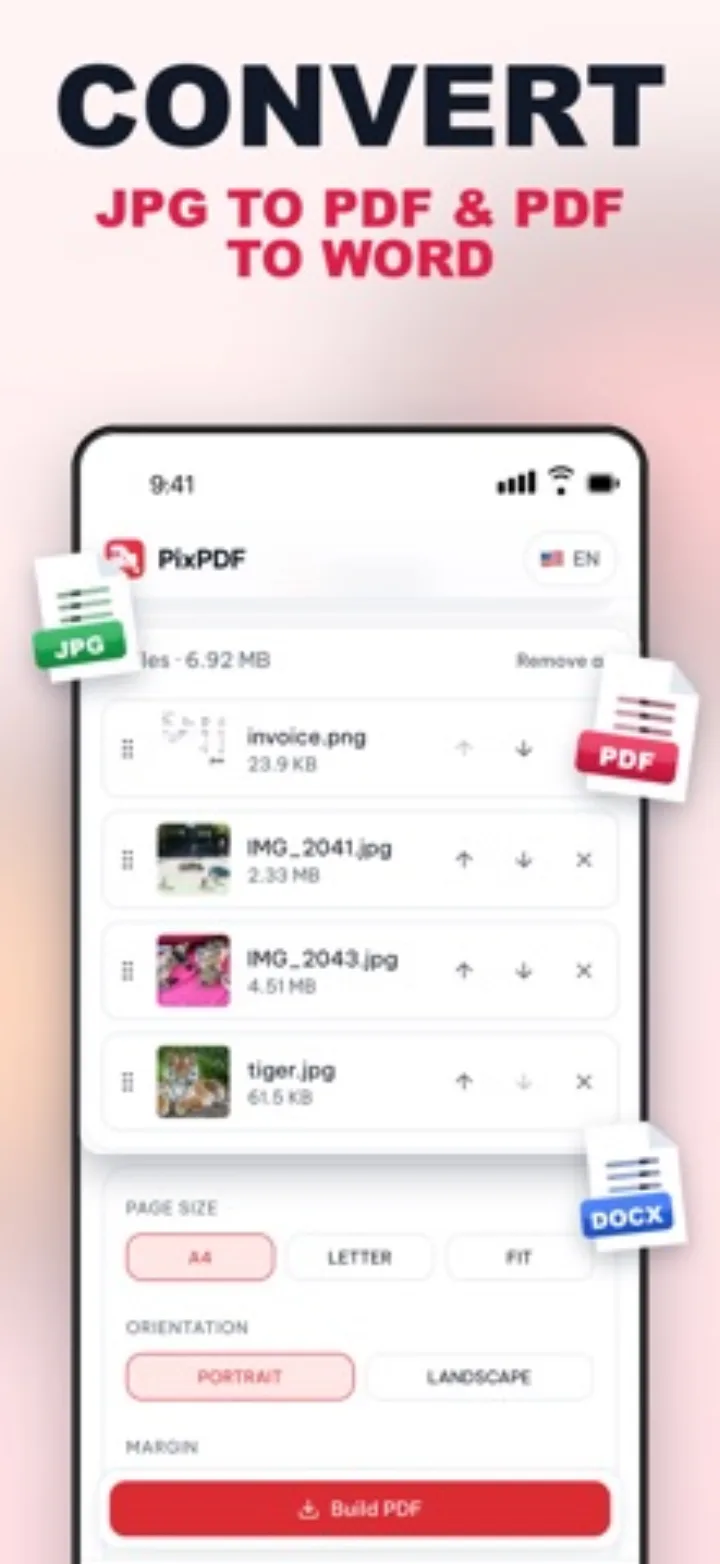 CONVERT
JPG TO PDF & PDF
TO WORD
9:41
PixPDF
EN
JPG
les · 6.92 MB
Remove a
invoice.png
23.9 KB
PDF
IMG_2041.jpg
2.33 MB
IMG_2043.jpg
4.51 MB
tiger.jpg
61.5 KB
DOCX
PAGE SIZE
A4 LETTER FIT
ORIENTATION
PORTRAIT LANDSCAPE
MARGIN
Build PDF